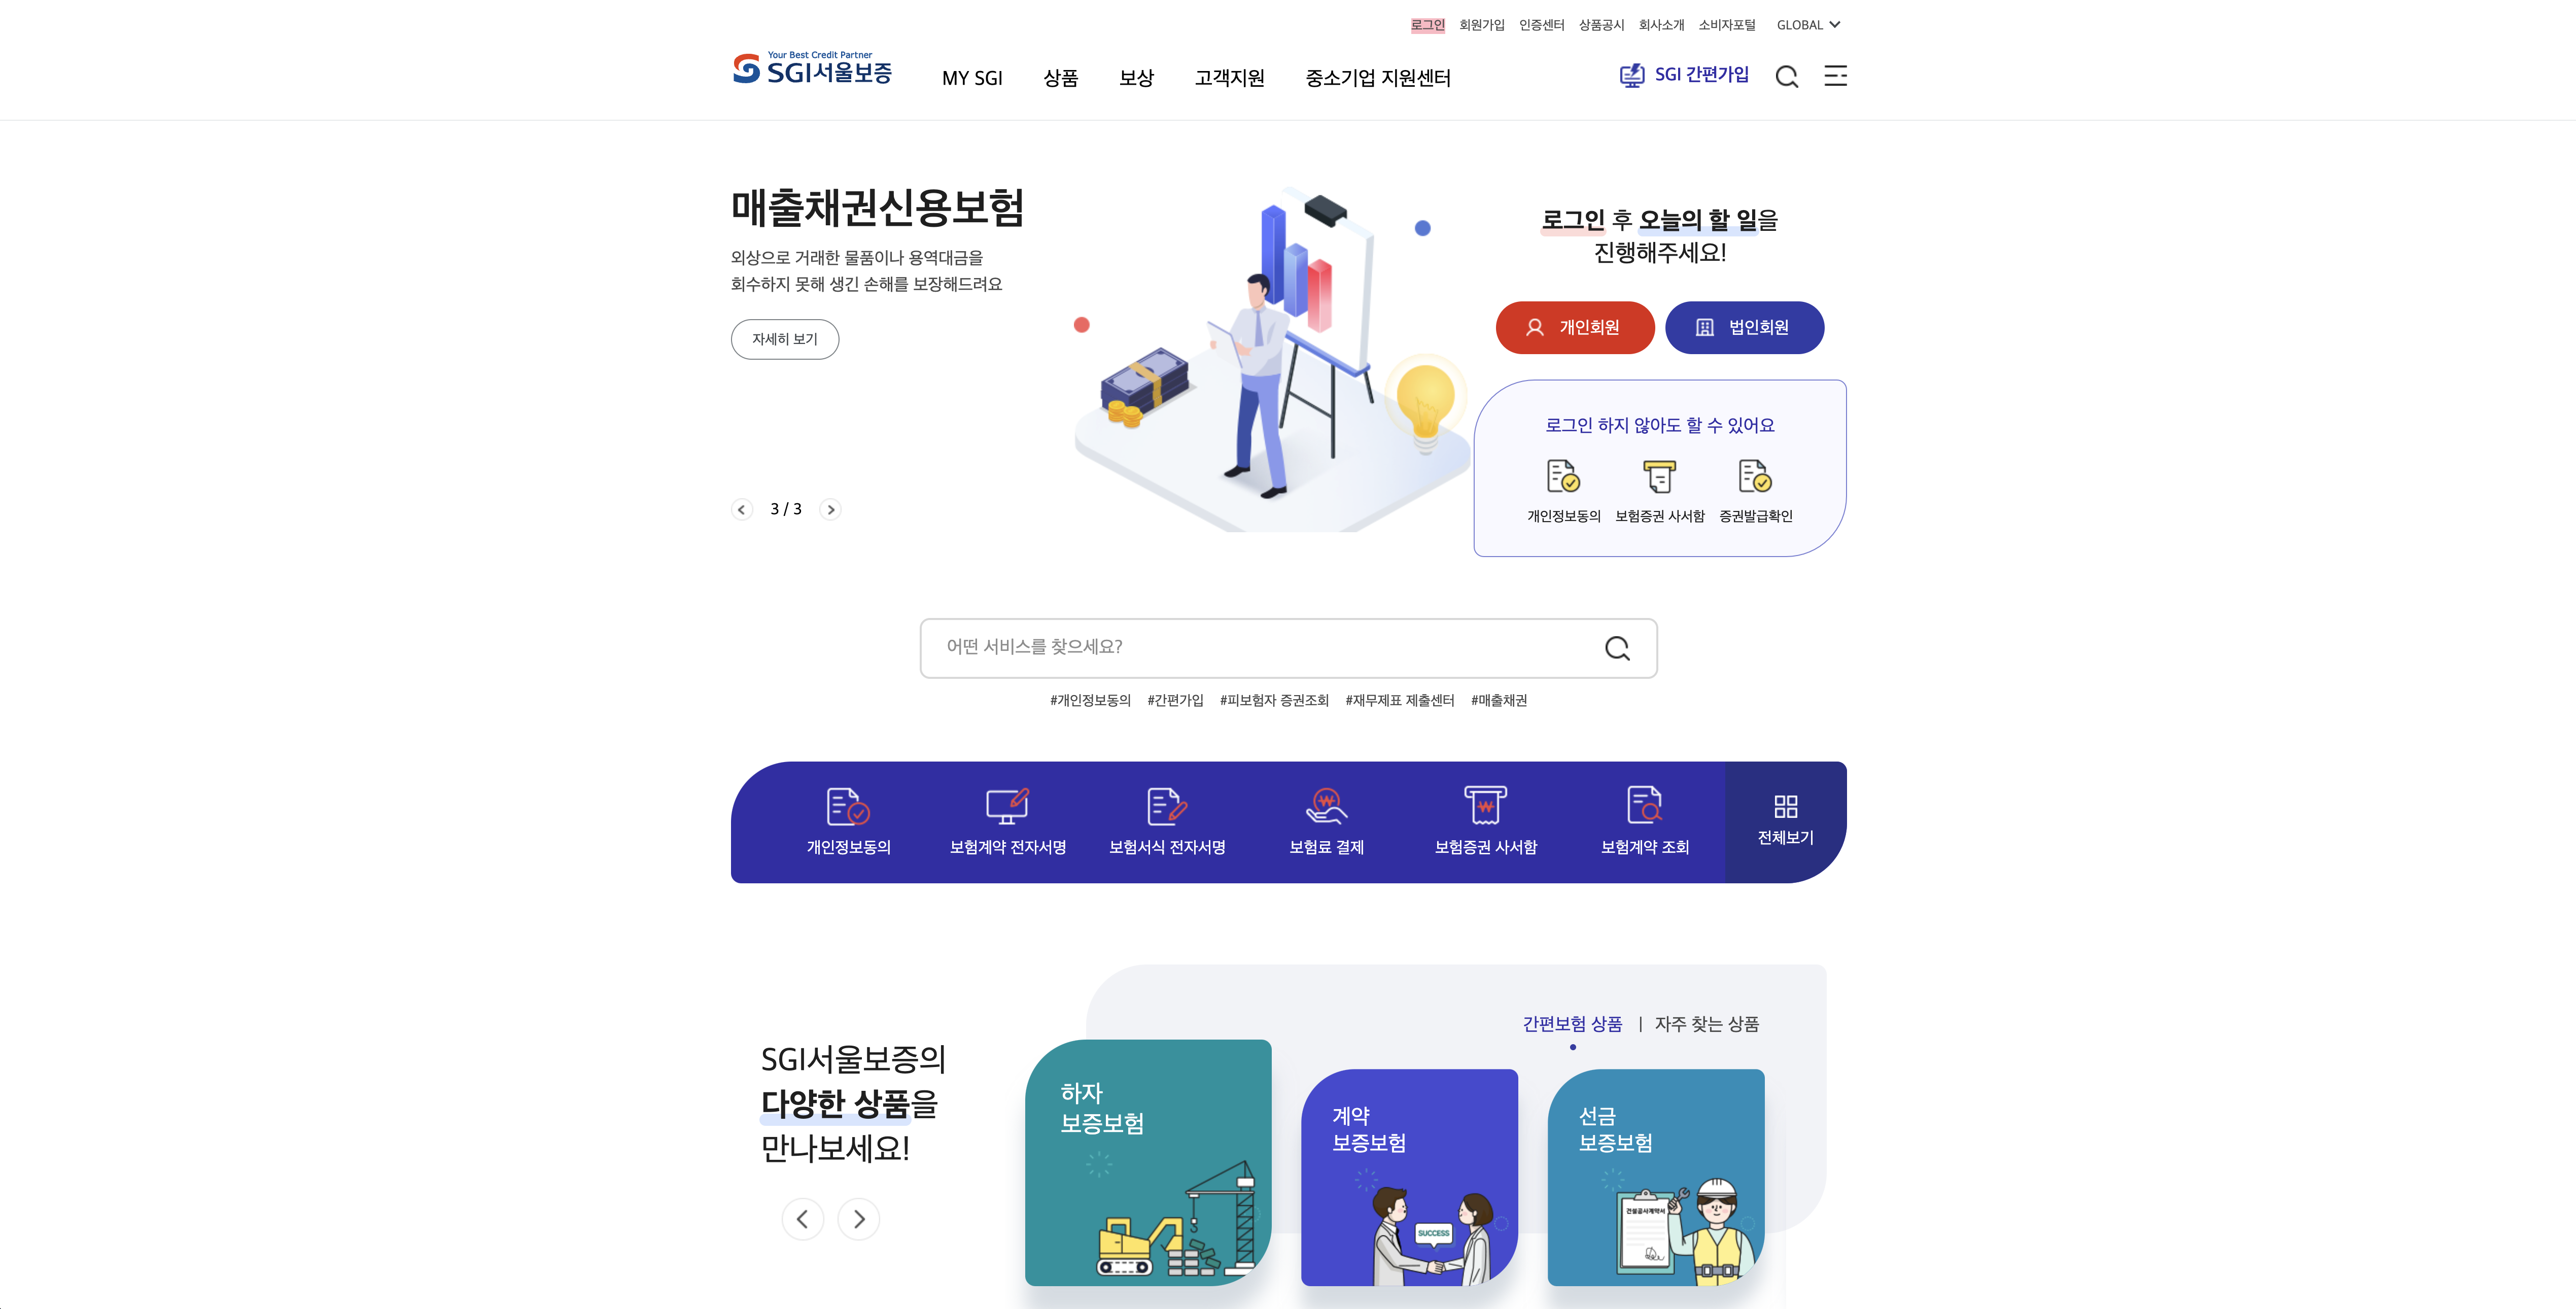 로그인 회원가입 인증센터 상품공시 회사소개 소비자포털 GLOBAL
Your Best Credit Partner
SGI서울보증
MY SGI 상품 보상 고객지원 중소기업 지원센터
SGI 간편가입
매출채권신용보험
외상으로 거래한 물품이나 용역대금을
회수하지 못해 생긴 손해를 보장해드려요
자세히 보기
3 / 3
로그인 후 오늘의 할 일을
진행해주세요!
개인회원 법인회원
로그인 하지 않아도 할 수 있어요
개인정보동의 보험증권 사서함 증권발급확인
어떤 서비스를 찾으세요?
#개인정보동의 #간편가입 #피보험자 증권조회 #재무제표 제출센터 #매출채권
개인정보동의 보험계약 전자서명 보험서식 전자서명 보험료 결제 보험증권 사서함 보험계약 조회 전체보기
SGI서울보증의
다양한 상품을
만나보세요!
간편보험 상품 | 자주 찾는 상품
하자
보증보험
계약
보증보험
SUCCESS
선금
보증보험
건설공사계약서